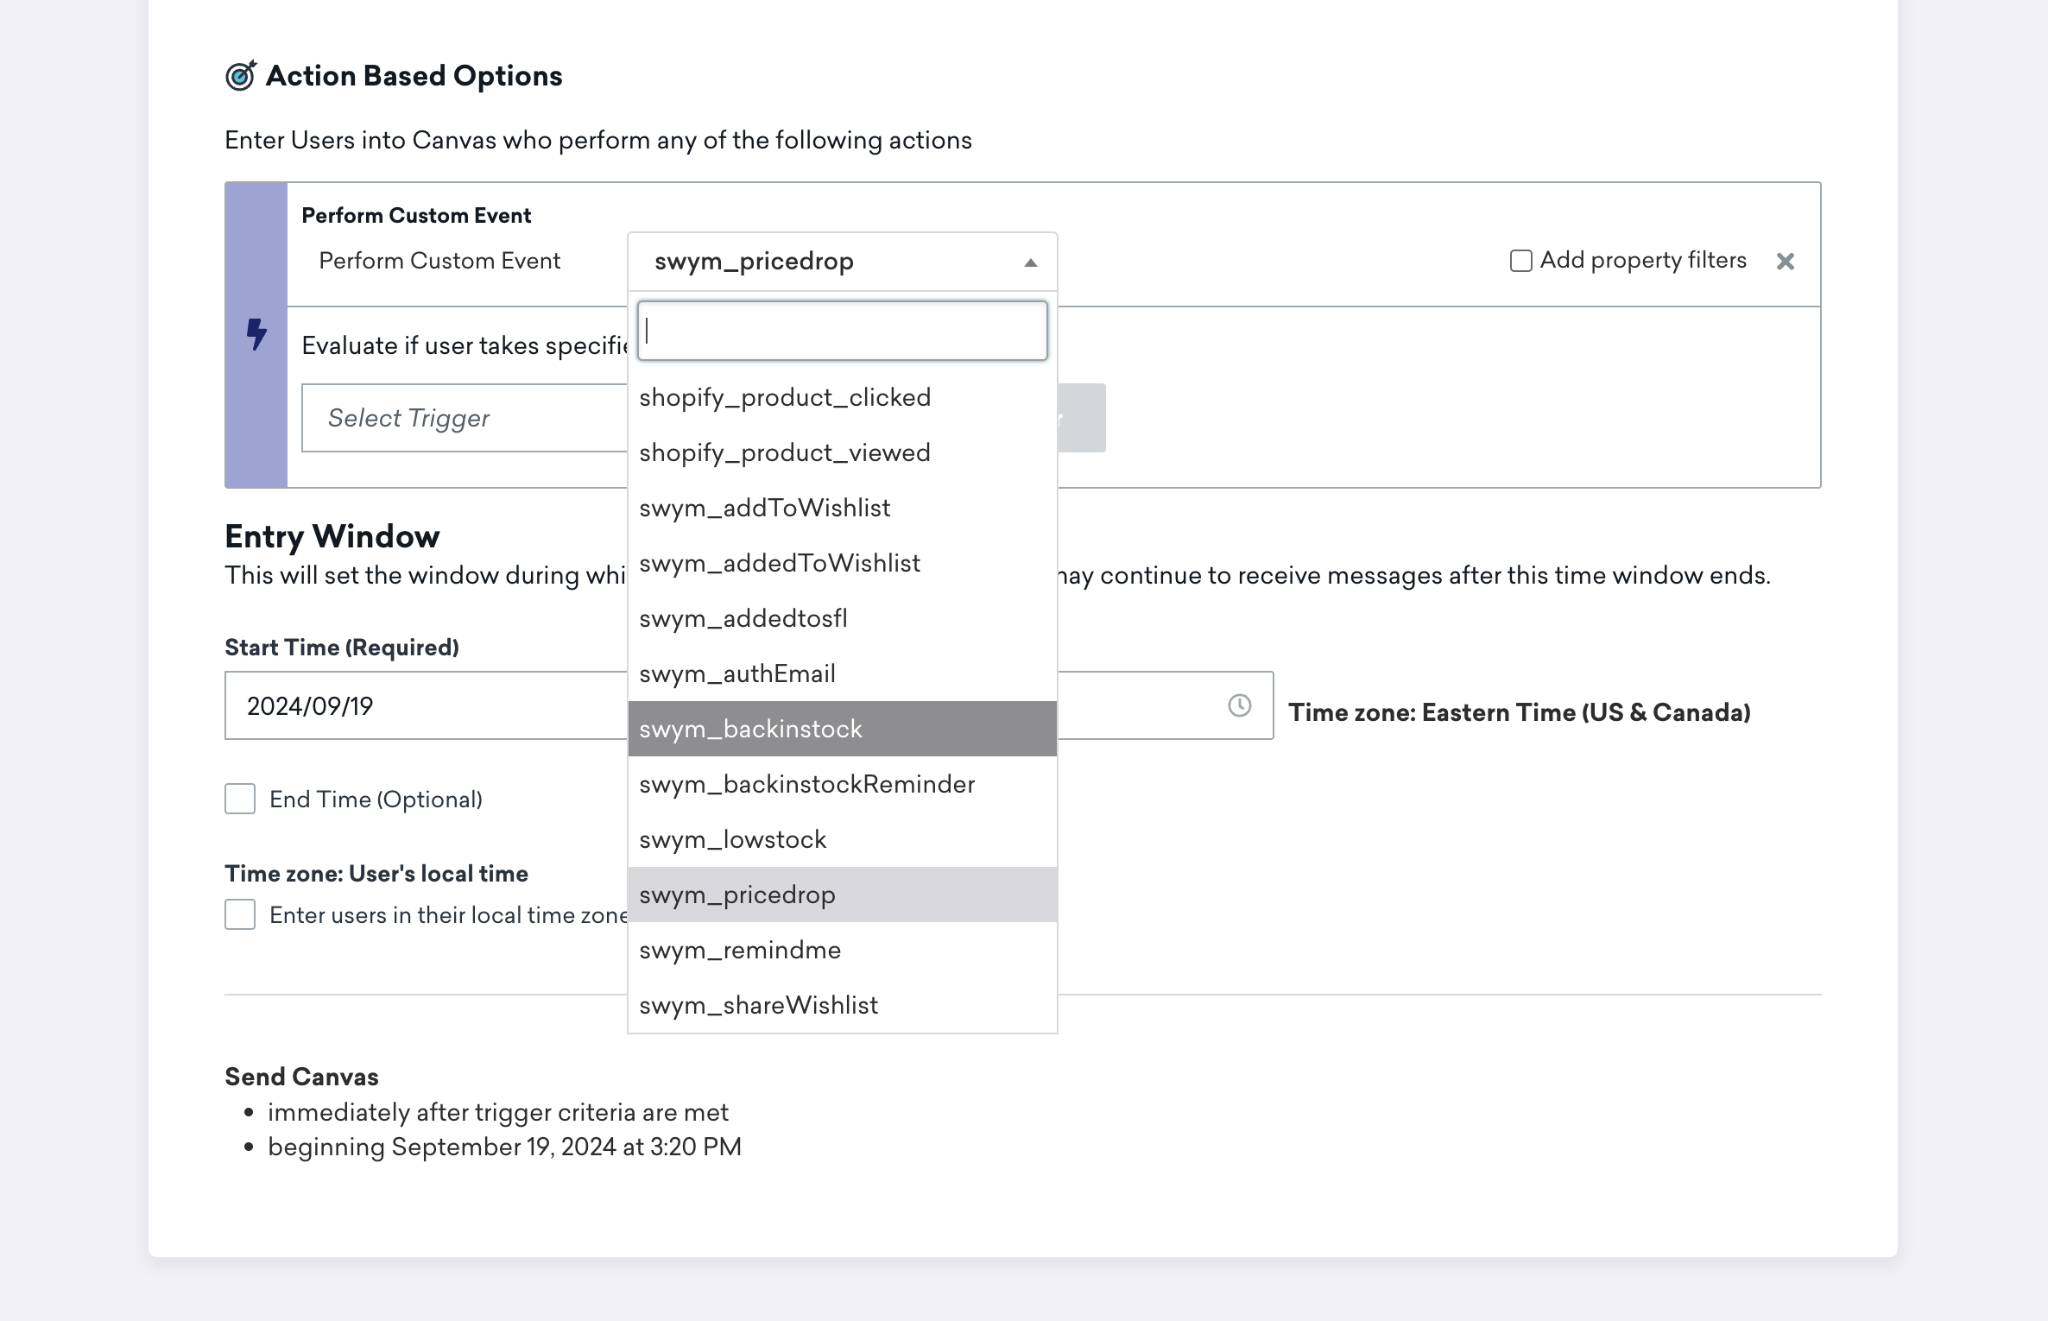 Action Based Options
Enter Users into Canvas who perform any of the following actions
Perform Custom Event
Perform Custom Event
swym_pricedrop
Add property filters
Evaluate if user takes
Select Trigger
shopify_product_clicked
shopify_product_viewed
swym_addToWishlist
swym_addedToWishlist
swym_addedtosfl
swym_authEmail
swym_backinstock
swym_backinstockReminder
swym_lowstock
swym_pricedrop
swym_remindme
swym_shareWishlist
Entry Window
This will set the window during
continue to receive messages after this time window ends.
Start Time (Required)
2024/09/19
Time zone: Eastern Time (US & Canada)
End Time (Optional)
Time zone: User's local time
Enter users in their local time zone
Send Canvas
• immediately after trigger criteria are met
• beginning September 19, 2024 at 3:20 PM